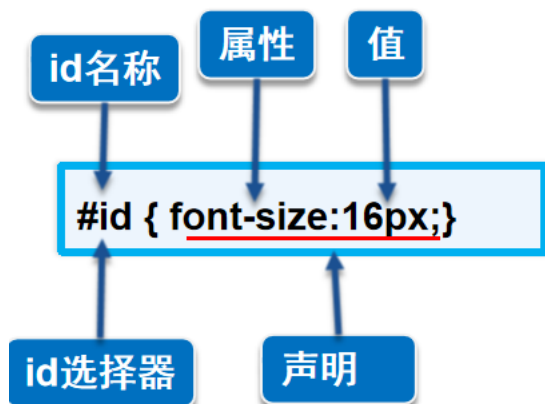 id名称
属性
值
#id { font-size:16px;}
id选择器
声明